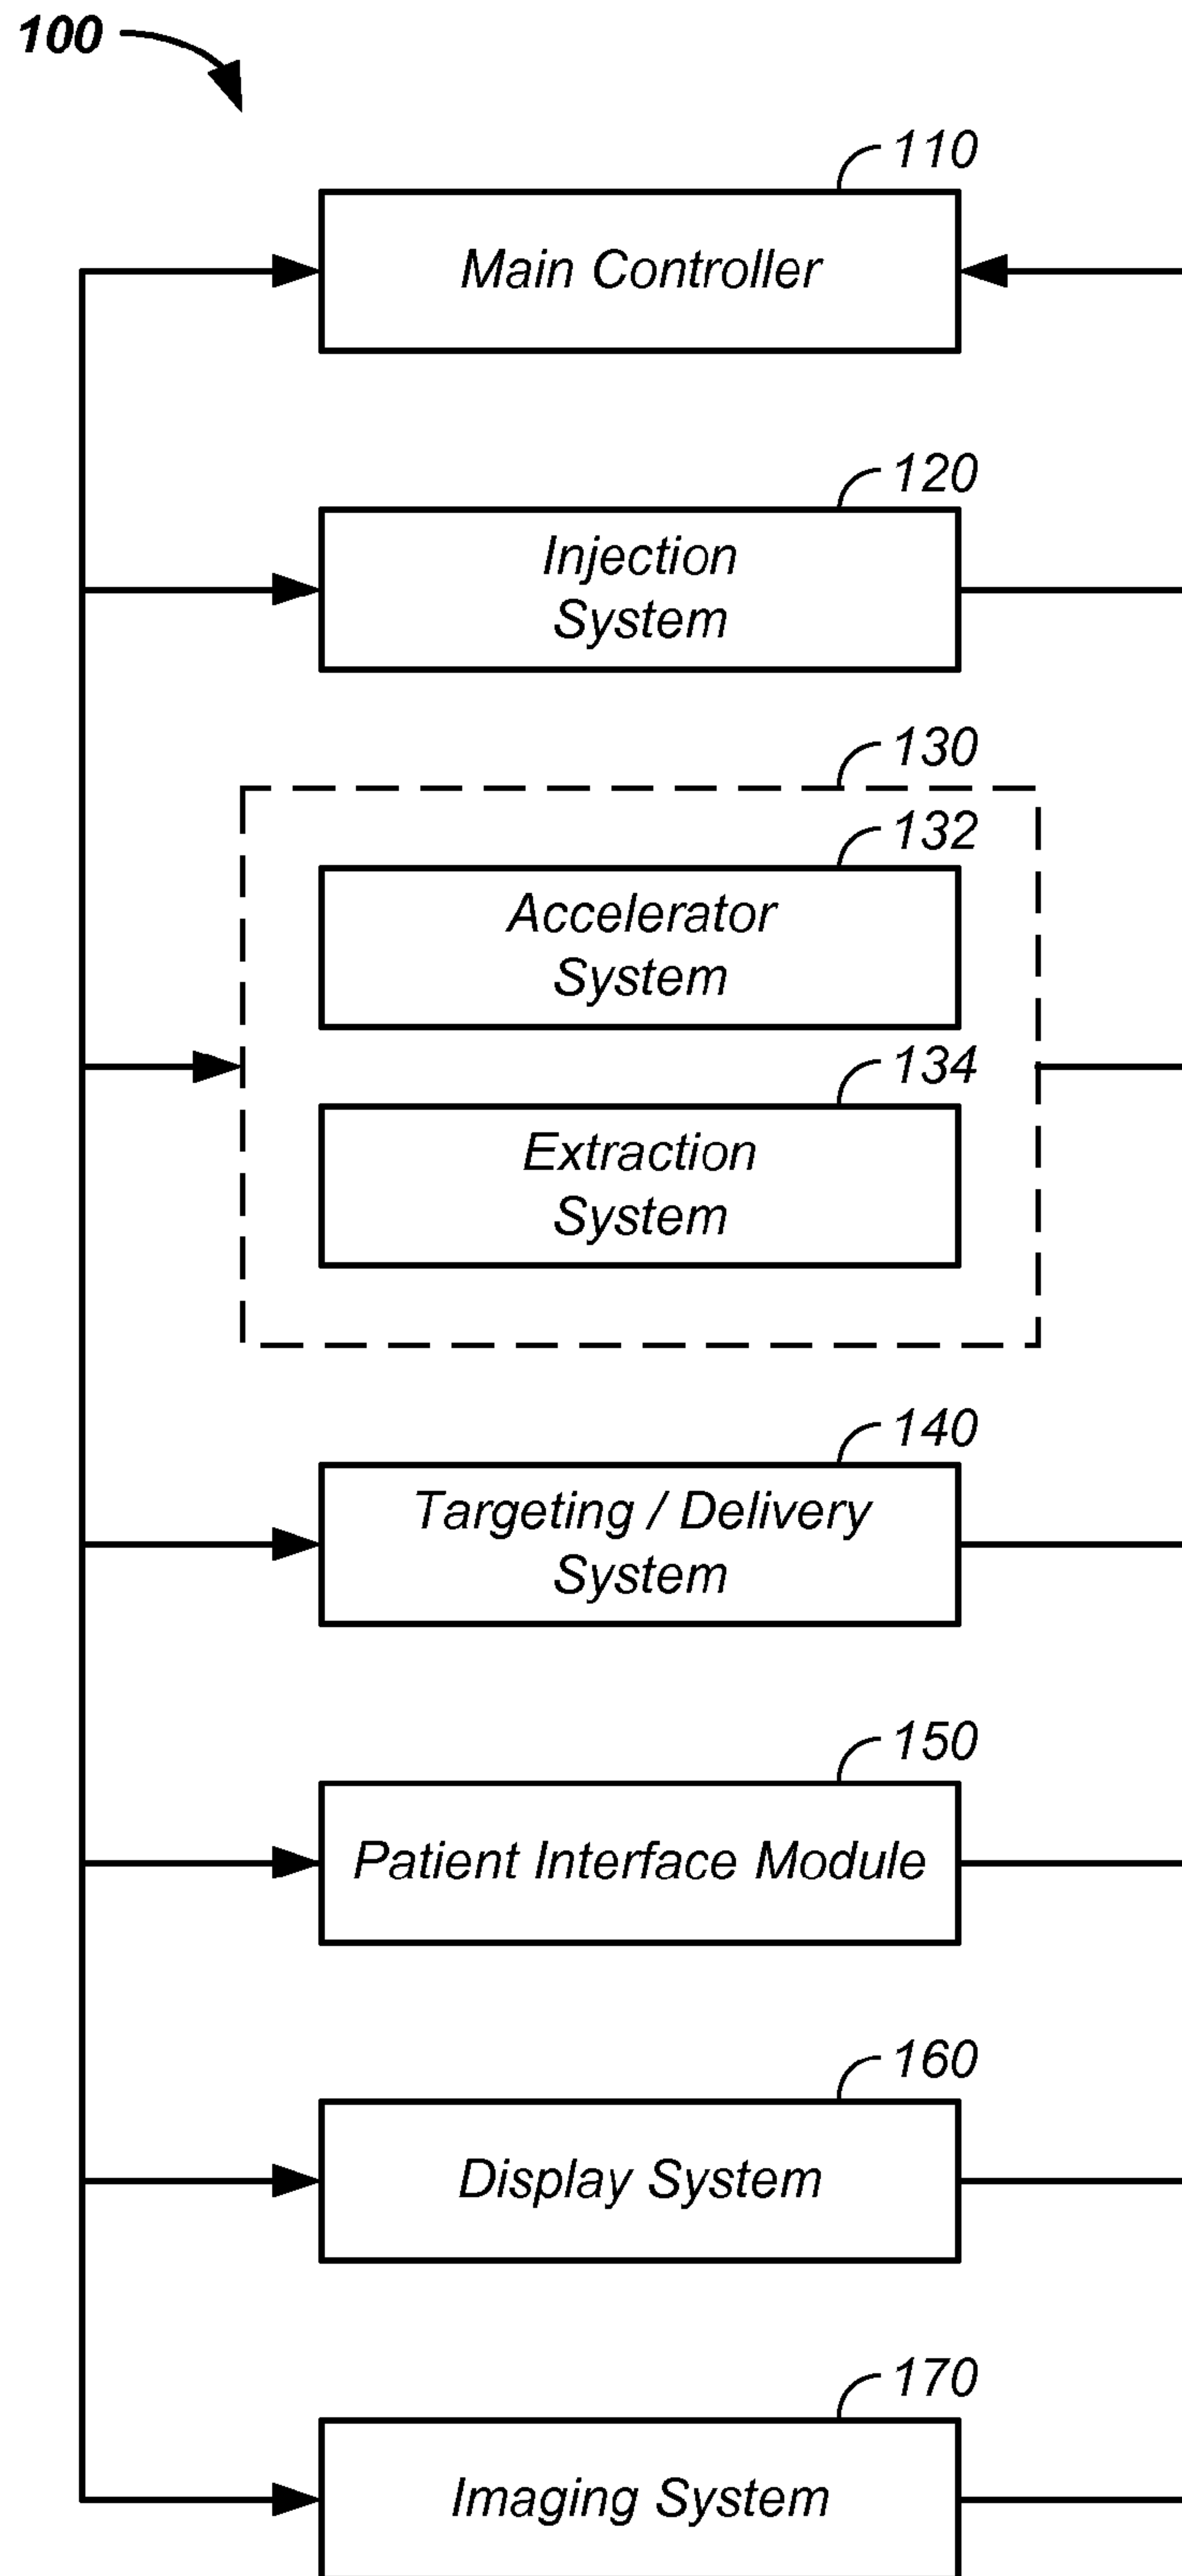 100
110
Main Controller
120
Injection
System
130
132
Accelerator
System
134
Extraction
System
140
Targeting / Delivery
System
150
Patient Interface Module
160
Display System
170
Imaging System